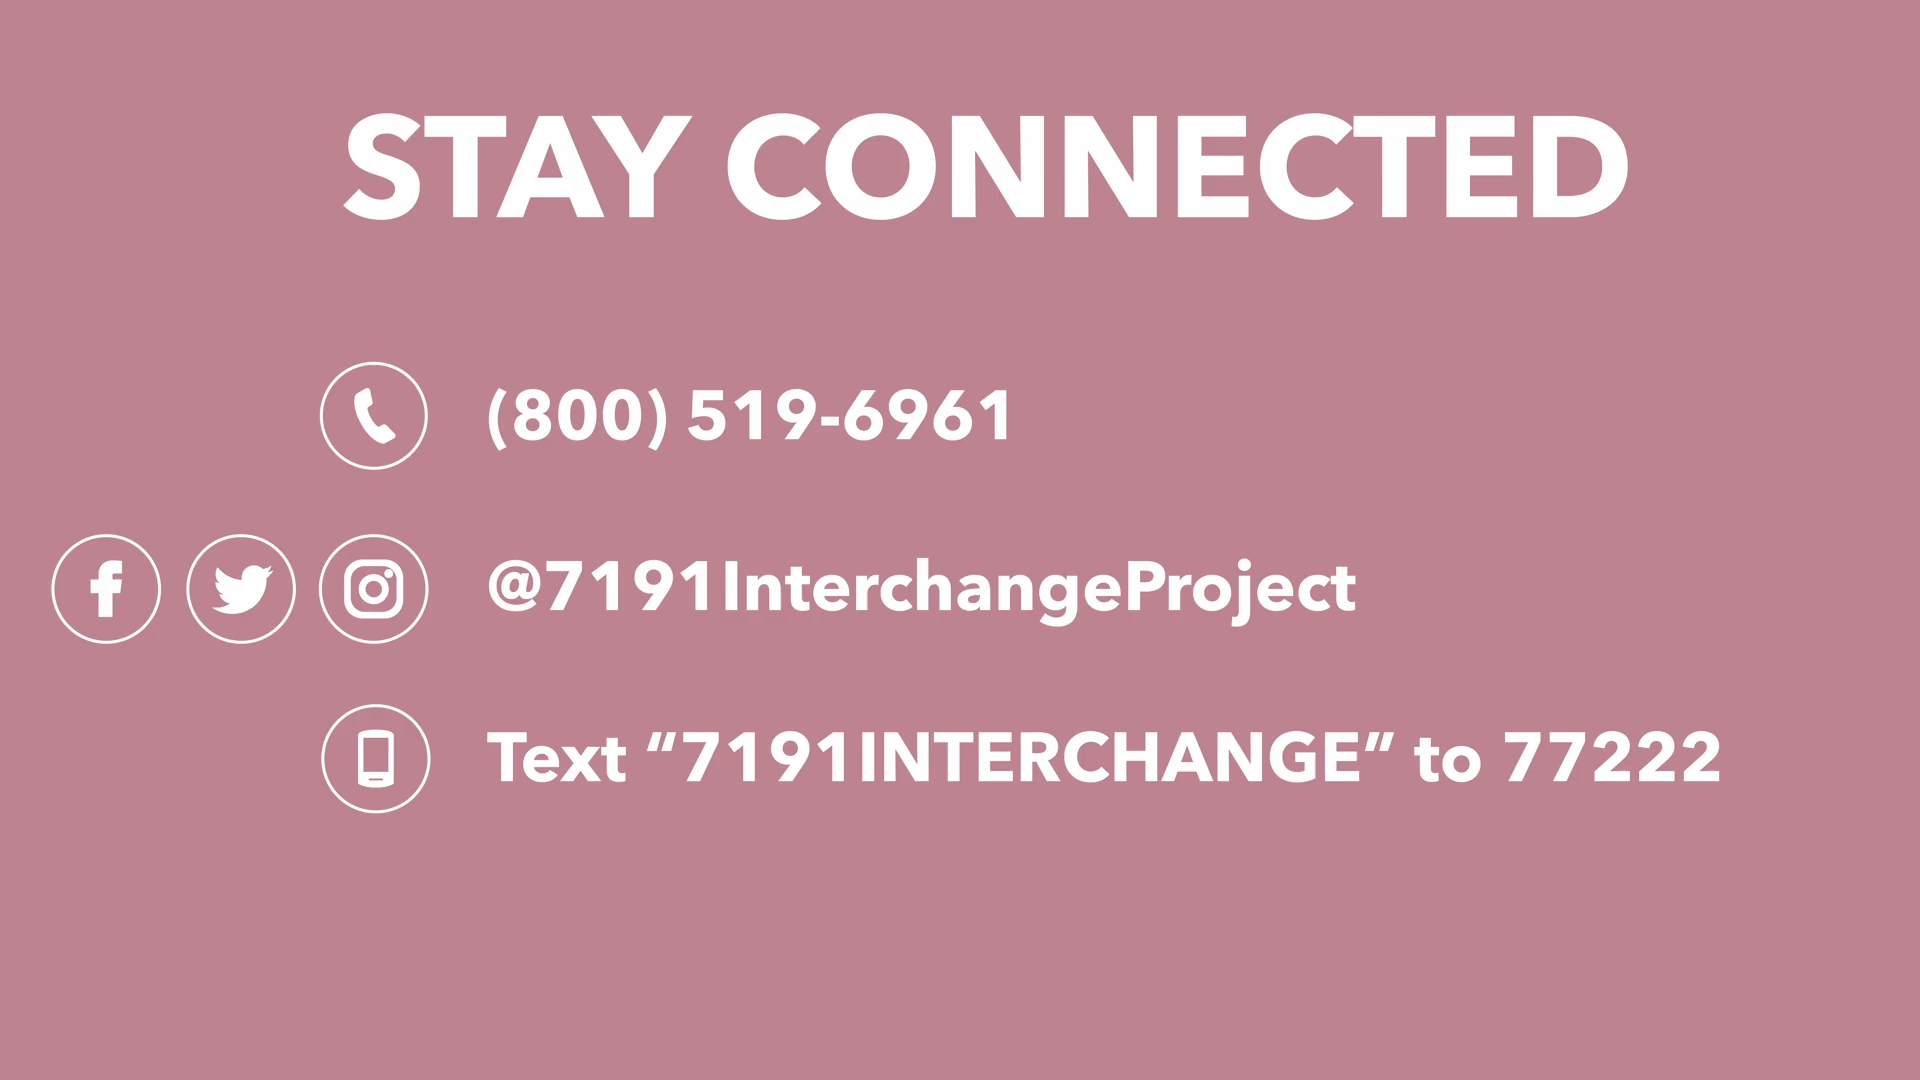 STAY CONNECTED
(800) 519-6961
@7191InterchangeProject
Text “7191INTERCHANGE” to 77222